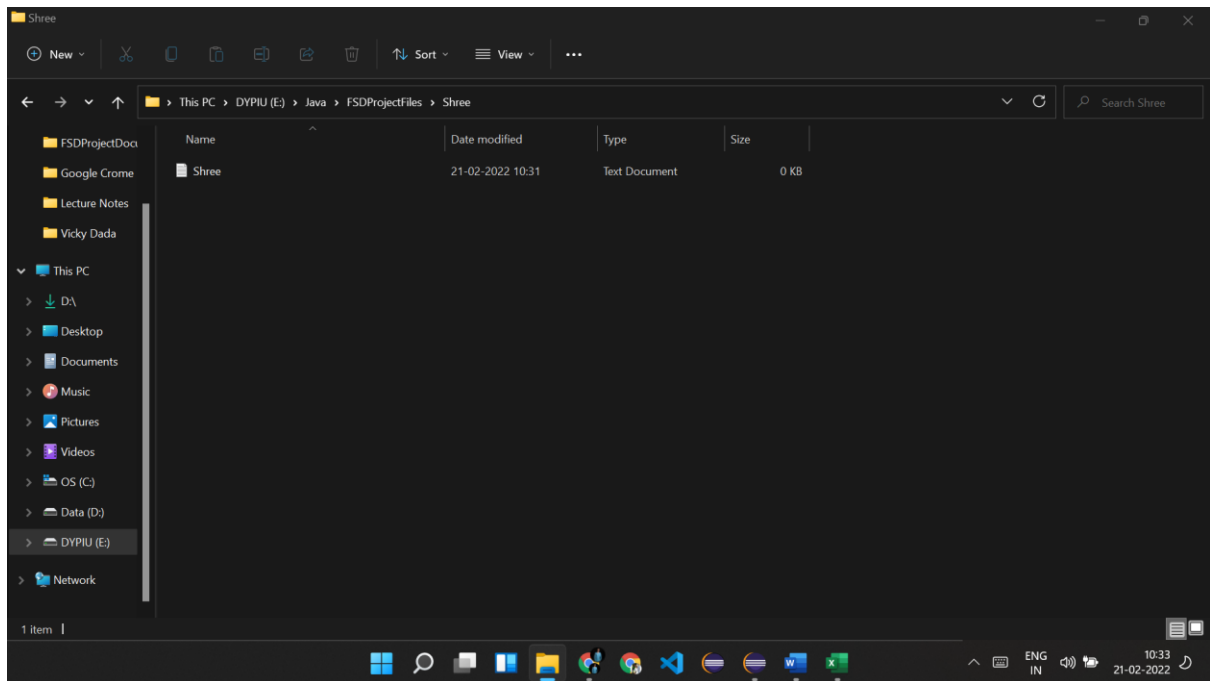 Shree
New
Sort
View
This PC > DYPIU (E:) > Java > FSDProjectFiles > Shree
Search Shree
FSDProjectDocu
Google Crome
Lecture Notes
Vicky Dada
This PC
D:\
Desktop
Documents
Music
Pictures
Videos
OS (C:)
Data (D:)
DYPIU (E:)
Network
Name Date modified Type Size
Shree 21-02-2022 10:31 Text Document 0 KB
1 item
ENG
IN
10:33
21-02-2022